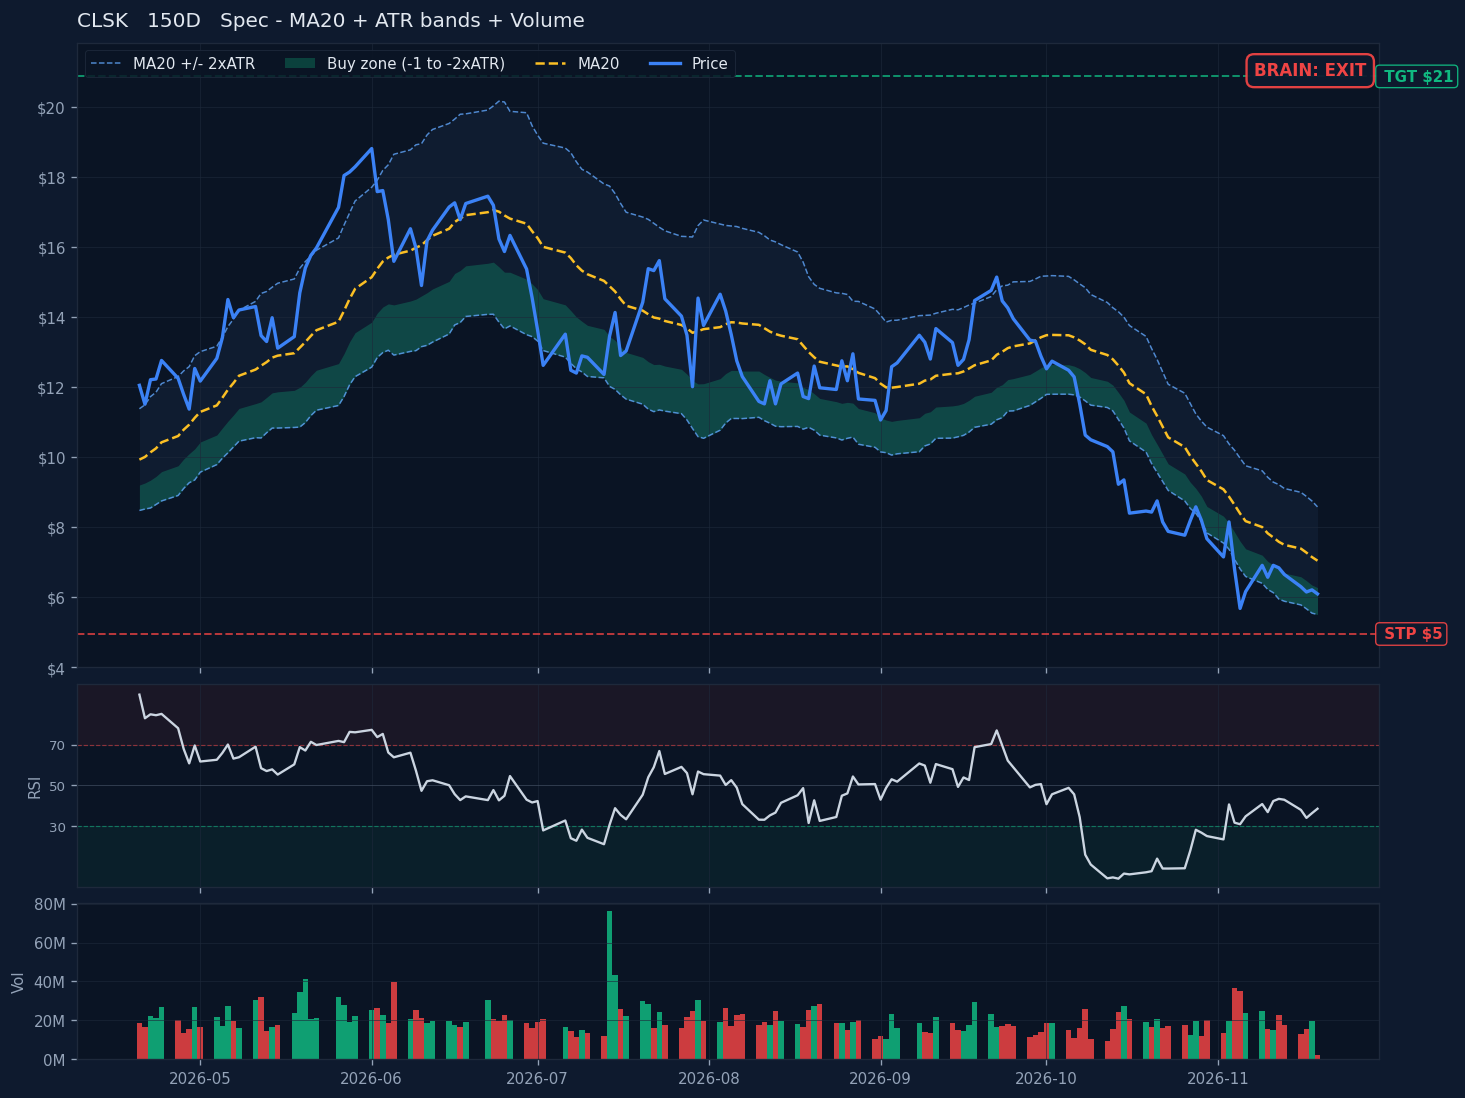 CLSK   150D   Spec - MA20 + ATR bands + Volume
MA20 +/- 2xATR
Buy zone (-1 to -2xATR)
MA20
Price
BRAIN: EXIT
TGT $21
$20
$18
$16
$14
$12
$10
$8
$6
$4
STP $5
RSI
70
50
30
Vol
80M
60M
40M
20M
0M
2026-05
2026-06
2026-07
2026-08
2026-09
2026-10
2026-11